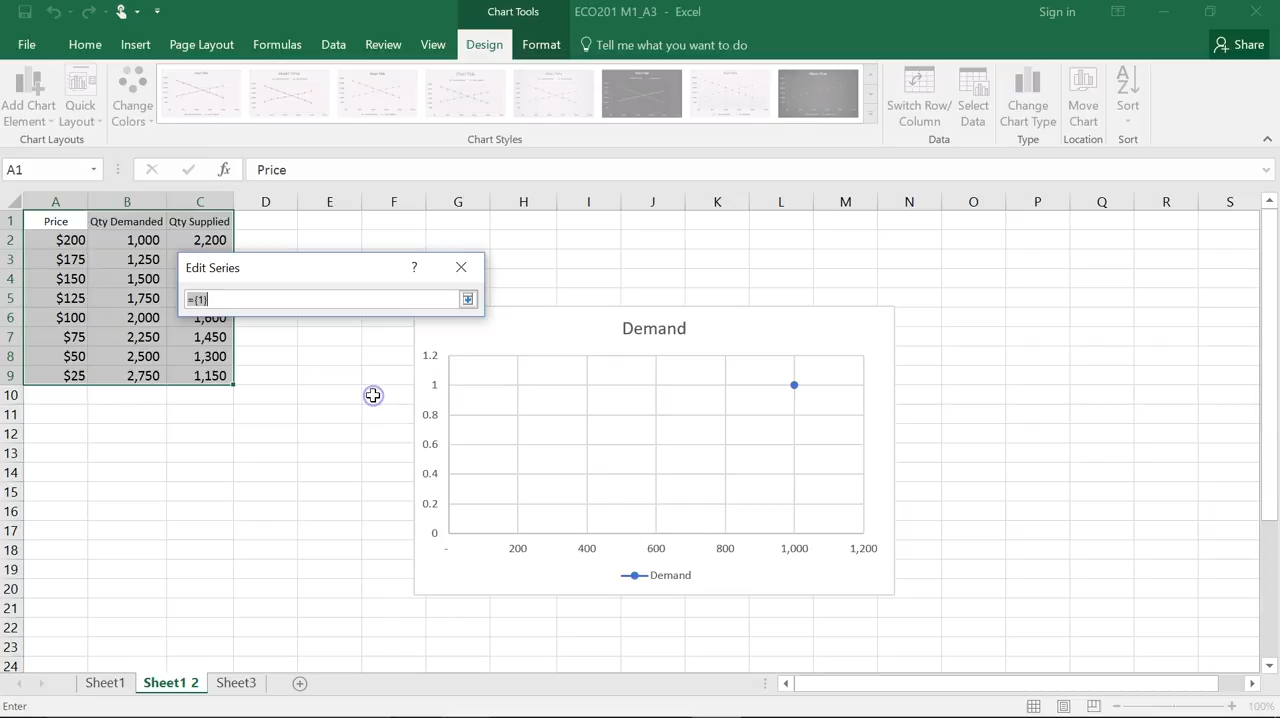 Chart Tools
ECO201 M1_A3 - Excel
Sign in
File Home Insert Page Layout Formulas Data Review View Design Format Tell me what you want to do Share
Add Chart Element
Quick Layout
Change Colors
Switch Row/Column
Select Data
Change Chart Type
Move Chart
Sort
Chart Layouts Chart Styles Data Type Location Sort
A1 fx Price
A B C D E F G H I J K L M N O P Q R S
1 Price Qty Demanded Qty Supplied
2 $200 1,000 2,200
3 $175 1,250
4 $150 1,500
5 $125 1,750
6 $100 2,000 1,600
7 $75 2,250 1,450
8 $50 2,500 1,300
9 $25 2,750 1,150
10
11
12
13
14
15
16
17
18
19
20
21
22
23
24
Edit Series ?
={1}
Demand
1.2
1
0.8
0.6
0.4
0.2
0
- 200 400 600 800 1,000 1,200
Demand
Sheet1 Sheet1 2 Sheet3
Enter
100%